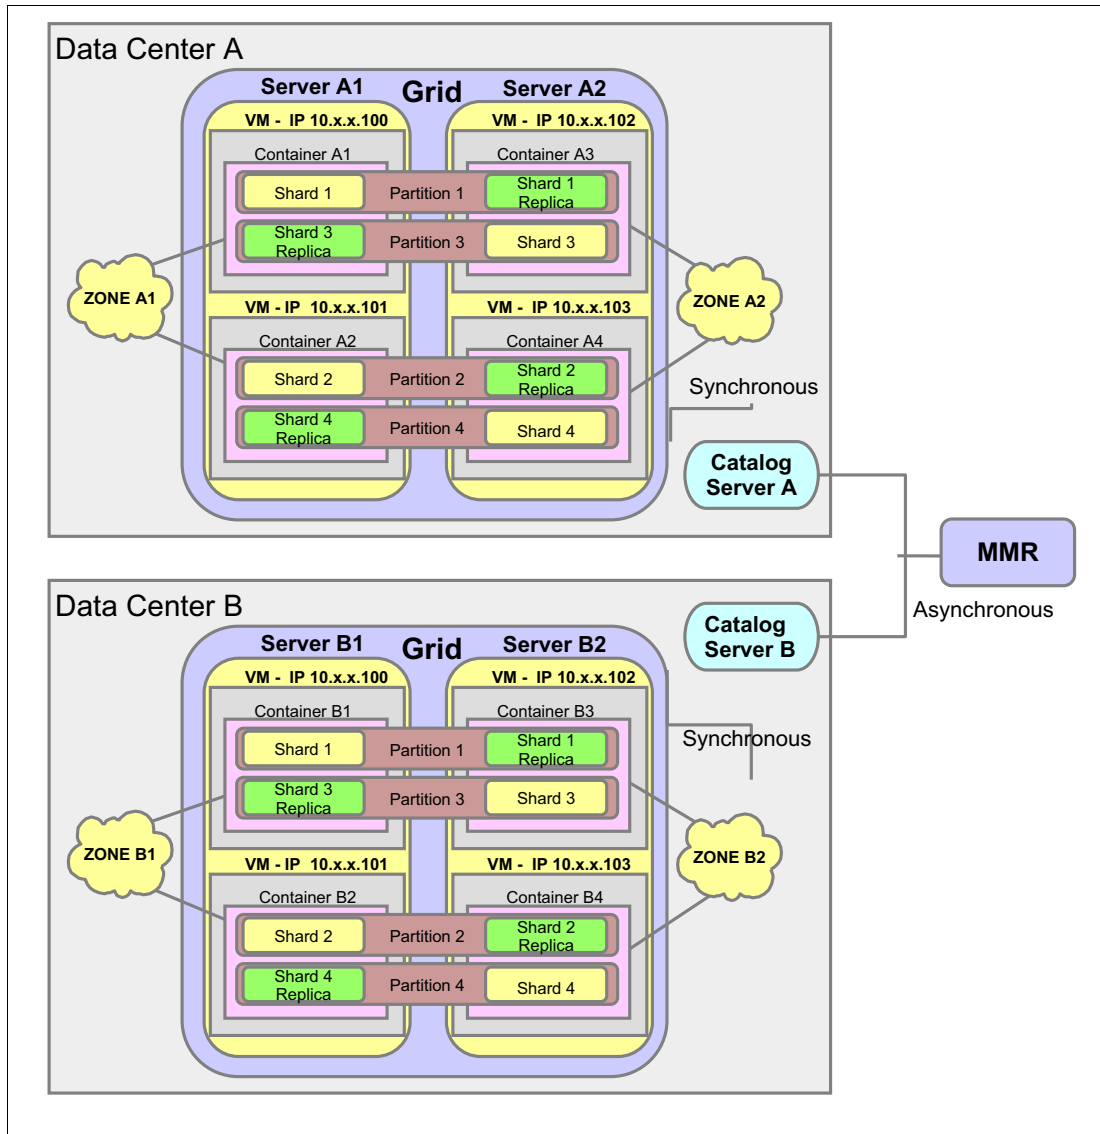 Data Center A
Server A1
Grid
Server A2
VM - IP 10.x.x.100
VM - IP 10.x.x.102
Container A1
Container A3
Shard 1
Partition 1
Shard 1
Replica
Shard 3
Replica
Partition 3
Shard 3
ZONE A1
ZONE A2
VM - IP 10.x.x.101
VM - IP 10.x.x.103
Container A2
Container A4
Shard 2
Partition 2
Shard 2
Replica
Shard 4
Replica
Partition 4
Shard 4
Synchronous
Catalog
Server A
MMR
Asynchronous
Data Center B
Catalog
Server B
Server B1
Grid
Server B2
VM - IP 10.x.x.100
VM - IP 10.x.x.102
Container B1
Container B3
Shard 1
Partition 1
Shard 1
Replica
Synchronous
Shard 3
Replica
Partition 3
Shard 3
ZONE B1
ZONE B2
VM - IP 10.x.x.101
VM - IP 10.x.x.103
Container B2
Container B4
Shard 2
Partition 2
Shard 2
Replica
Shard 4
Replica
Partition 4
Shard 4